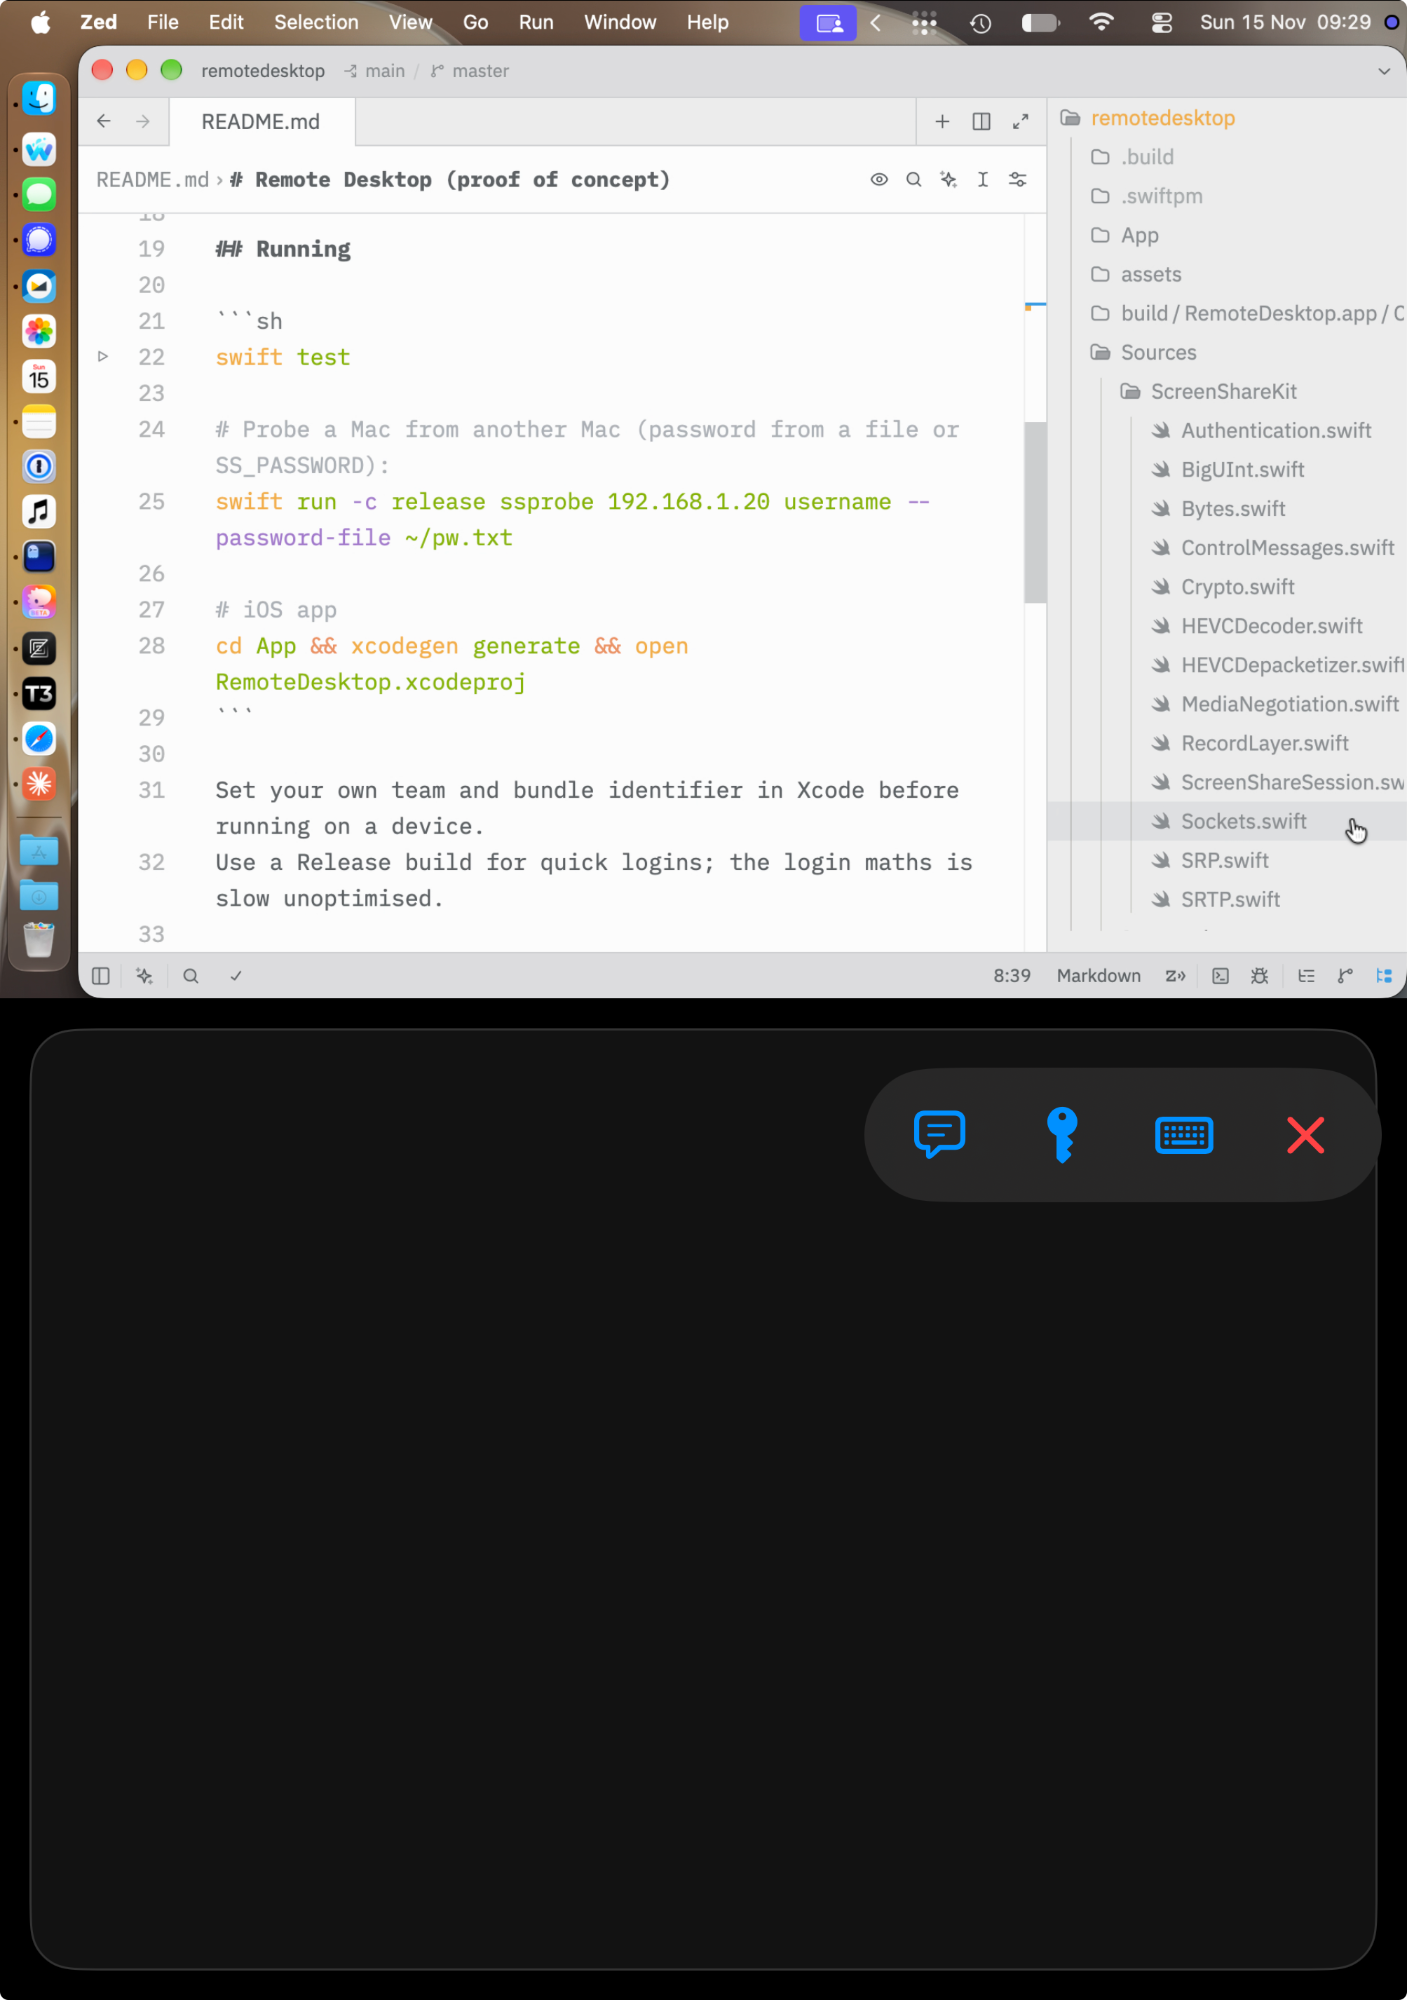 Zed File Edit Selection View Go Run Window Help Sun 15 Nov 09:29
remotedesktop main / master
README.md
README.md › # Remote Desktop (proof of concept)
18
19 ## Running
20
21 ```sh
22 swift test
23
24 # Probe a Mac from another Mac (password from a file or
SS_PASSWORD):
25 swift run -c release ssprobe 192.168.1.20 username --
password-file ~/pw.txt
26
27 # iOS app
28 cd App && xcodegen generate && open
RemoteDesktop.xcodeproj
29 ```
30
31 Set your own team and bundle identifier in Xcode before
running on a device.
32 Use a Release build for quick logins; the login maths is
slow unoptimised.
33
remotedesktop
.build
.swiftpm
App
assets
build / RemoteDesktop.app / C
Sources
ScreenShareKit
Authentication.swift
BigUInt.swift
Bytes.swift
ControlMessages.swift
Crypto.swift
HEVCDecoder.swift
HEVCDepacketizer.swift
MediaNegotiation.swift
RecordLayer.swift
ScreenShareSession.sw
Sockets.swift
SRP.swift
SRTP.swift
8:39 Markdown
Sun
15
BETA
T3